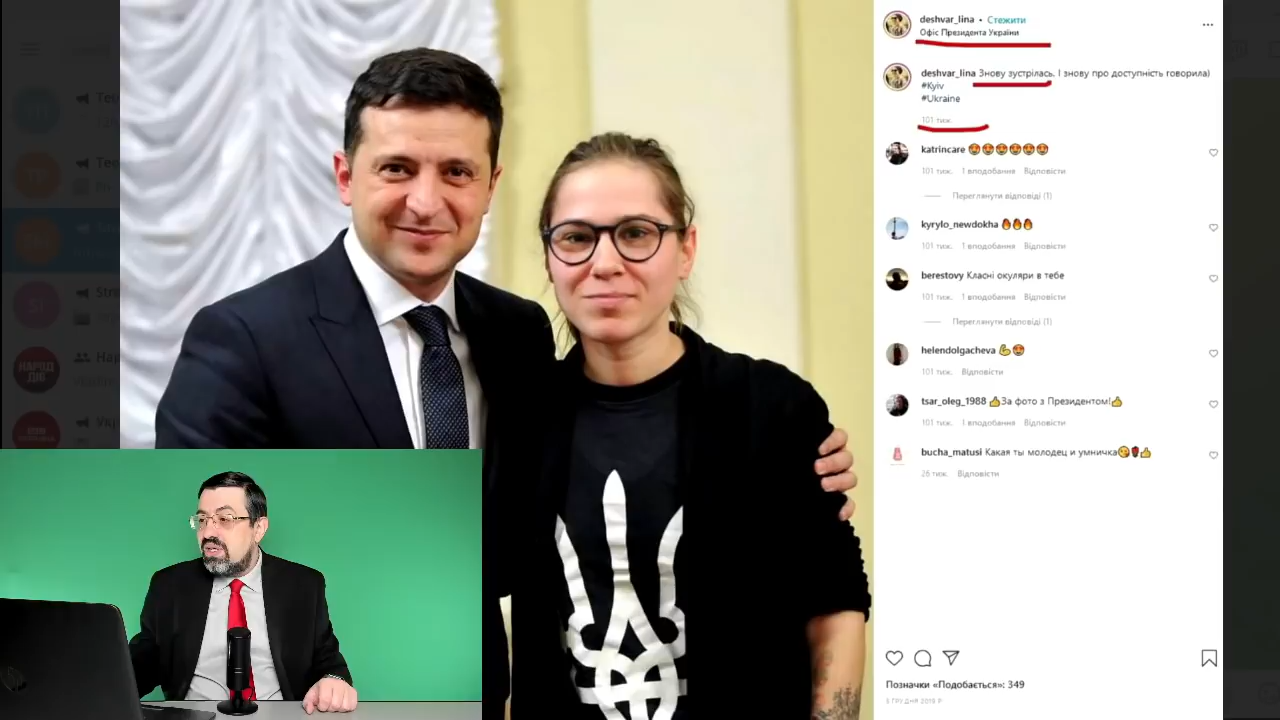 deshvar_lina • Стежити
Офіс Президента України
deshvar_lina Знову зустрілась. І знову про доступність говорила)
#Kyiv
#Ukraine
101 тиж.
katrincare 😍😍😍😍😍😍
101 тиж. 1 вподобання Відповісти
Переглянути відповіді (1)
kyrylo_newdokha 🔥🔥🔥
101 тиж. 1 вподобання Відповісти
berestovy Класні окуляри в тебе
101 тиж. 1 вподобання Відповісти
Переглянути відповіді (1)
helendolgacheva 💪😍
101 тиж. Відповісти
tsar_oleg_1988 👍За фото з Президентом!👍
101 тиж. 1 вподобання Відповісти
bucha_matusi Какая ты молодец и умничка😘🌹👍
26 тиж. Відповісти
Позначки «Подобається»: 349